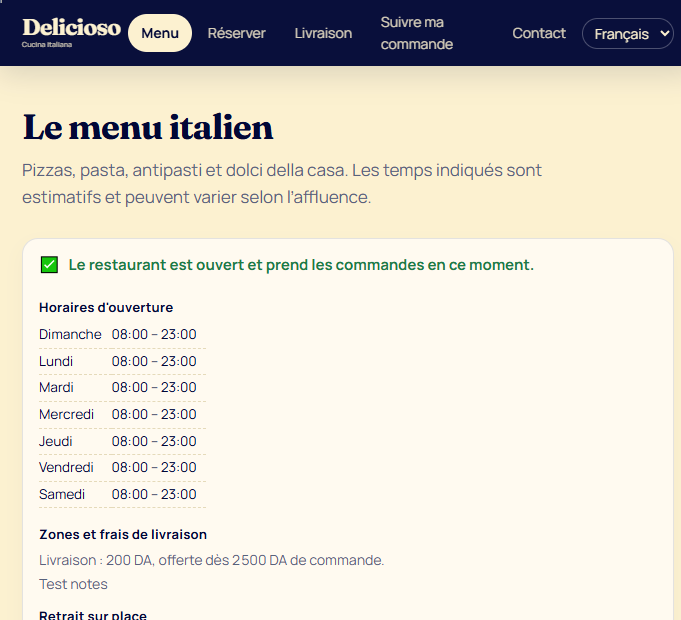 Delicioso
Cucina Italiana
Menu
Réserver
Livraison
Suivre ma
commande
Contact
Français
Le menu italien
Pizzas, pasta, antipasti et dolci della casa. Les temps indiqués sont
estimatifs et peuvent varier selon l'affluence.
Le restaurant est ouvert et prend les commandes en ce moment.
Horaires d'ouverture
Dimanche 08:00 – 23:00
Lundi 08:00 – 23:00
Mardi 08:00 – 23:00
Mercredi 08:00 – 23:00
Jeudi 08:00 – 23:00
Vendredi 08:00 – 23:00
Samedi 08:00 – 23:00
Zones et frais de livraison
Livraison : 200 DA, offerte dès 2500 DA de commande.
Test notes
Retrait sur place